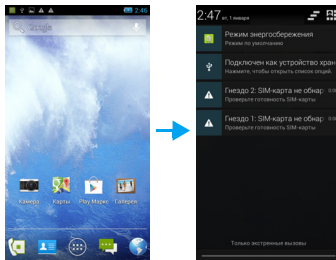 2:46
Google
Камера
Карты
Play Маркет
Галерея
2:47
вт, 1 января
Режим энергосбережения
Режим по умолчанию
Подключен как устройство хран
Нажмите, чтобы открыть список опций
Гнездо 2: SIM-карта не обнар
Проверьте готовность SIM-карты
Гнездо 1: SIM-карта не обнар
Проверьте готовность SIM-карты
Только экстренные вызовы